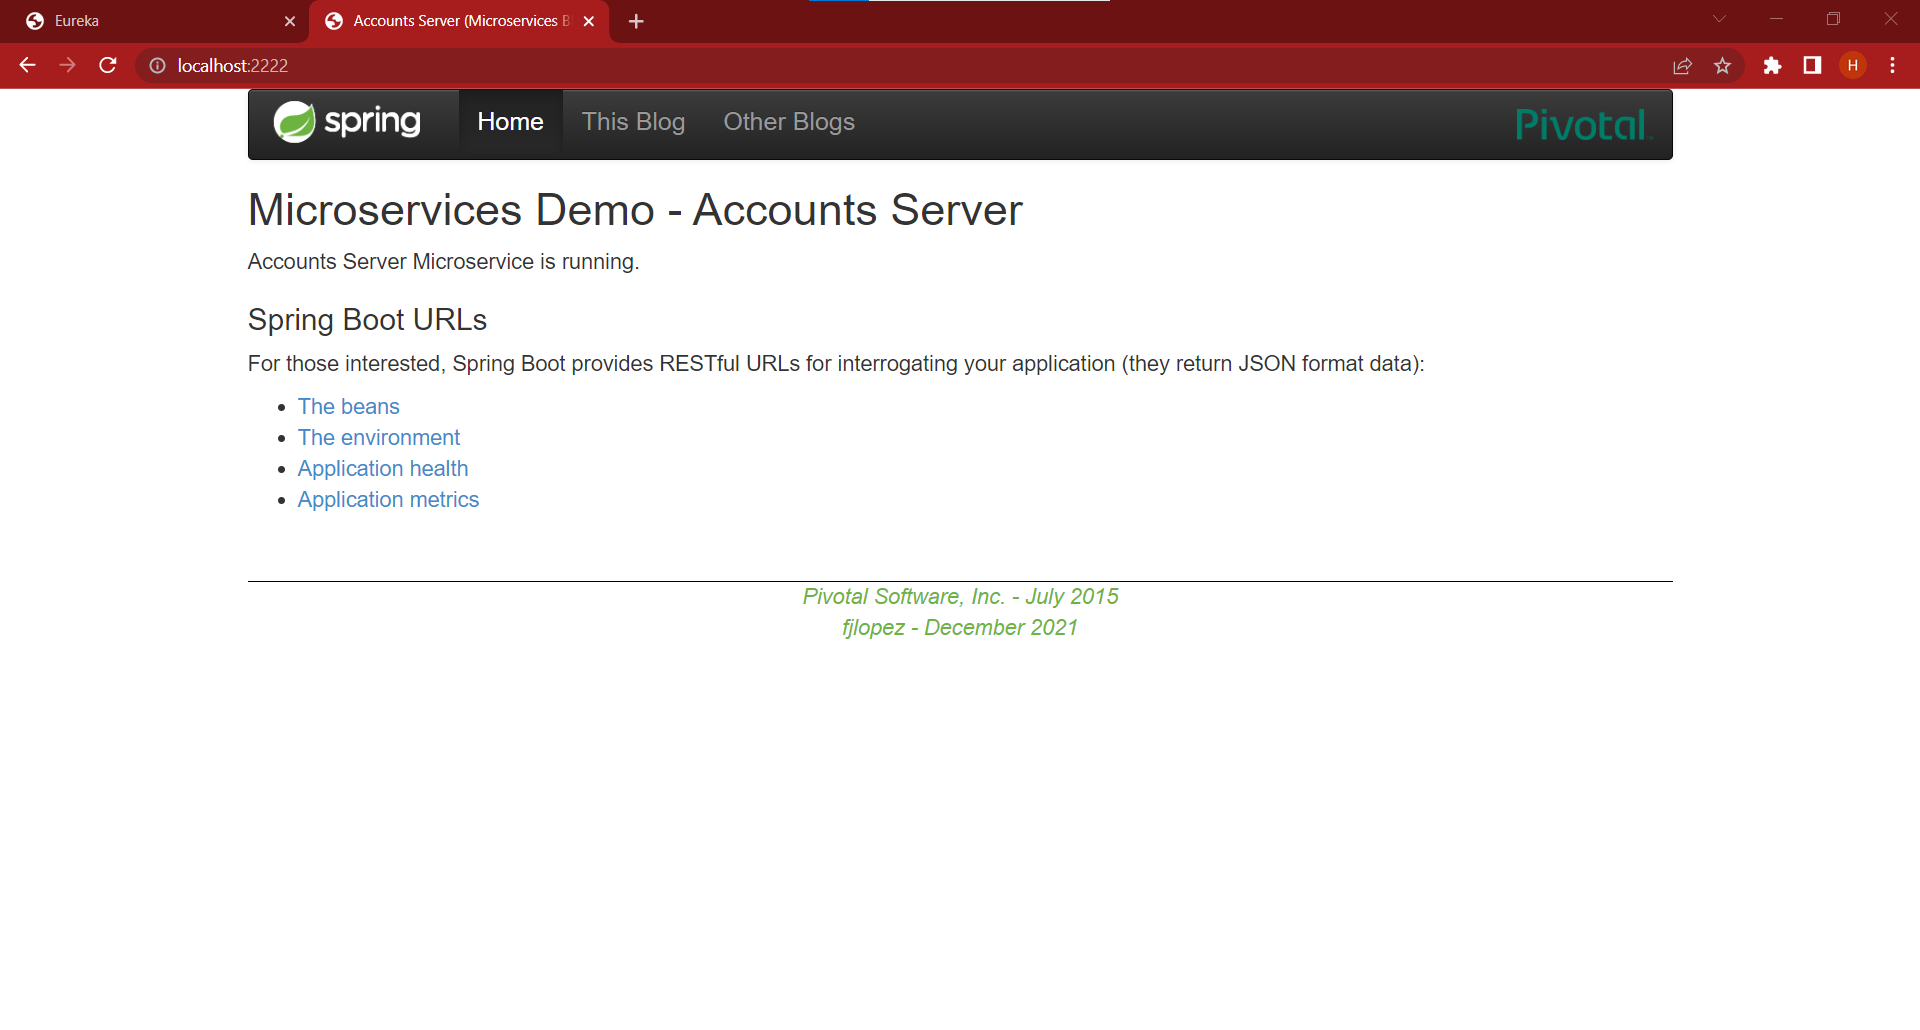 Eureka
Accounts Server (Microservices B
localhost:2222
H
spring Home This Blog Other Blogs Pivotal
Microservices Demo - Accounts Server
Accounts Server Microservice is running.
Spring Boot URLs
For those interested, Spring Boot provides RESTful URLs for interrogating your application (they return JSON format data):
The beans
The environment
Application health
Application metrics
Pivotal Software, Inc. - July 2015
fjlopez - December 2021